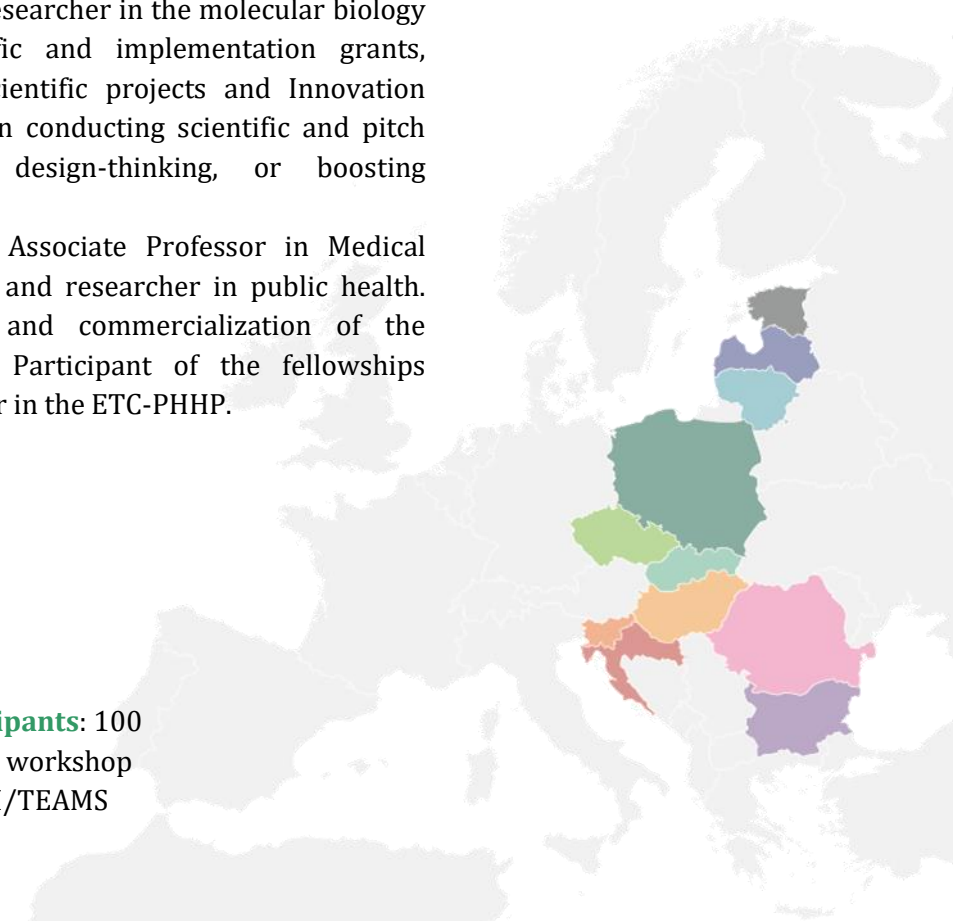 esearcher in the molecular biology
fic and implementation grants,
cientific projects and Innovation
n conducting scientific and pitch
design-thinking, or boosting
Associate Professor in Medical
and researcher in public health.
and commercialization of the
Participant of the fellowships
r in the ETC-PHHP.
ipants: 100
workshop
/TEAMS